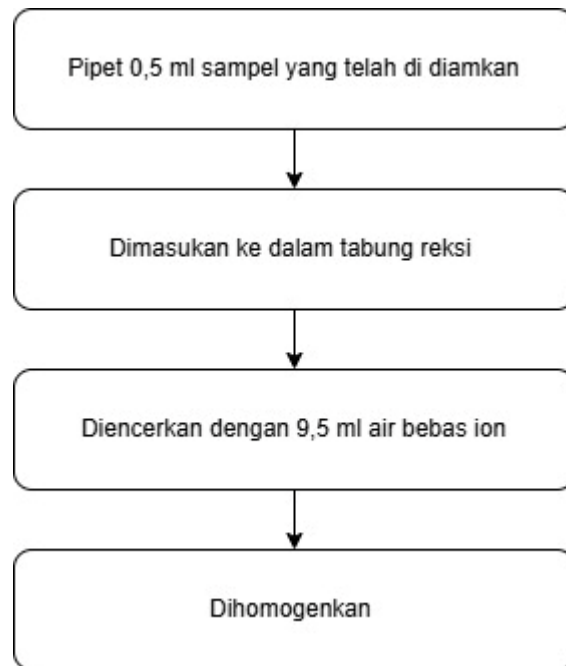 Pipet 0,5 ml sampel yang telah di diamkan
Dimasukan ke dalam tabung reksi
Diencerkan dengan 9,5 ml air bebas ion
Dihomogenkan